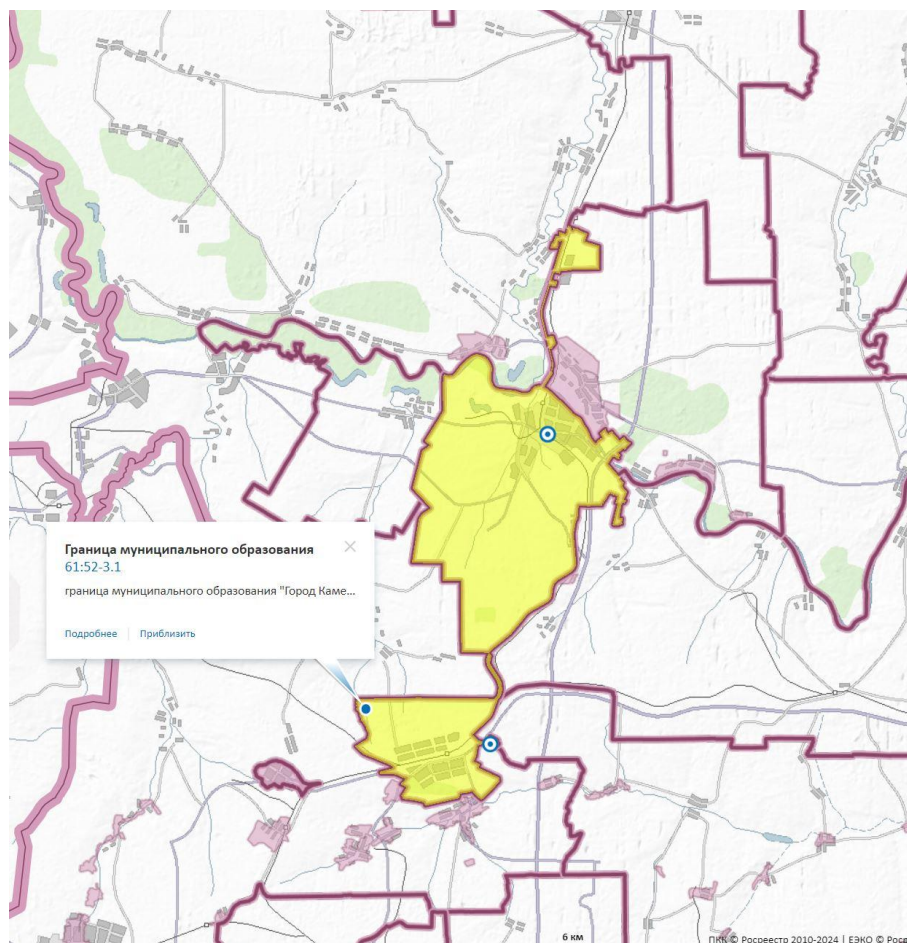 Граница муниципального образования
61:52-3.1
граница муниципального образования "Город Каме...
Подробнее
Приблизить
6 км
ПКК © Росреестр 2010-2024 | ЕЭКО © Росре